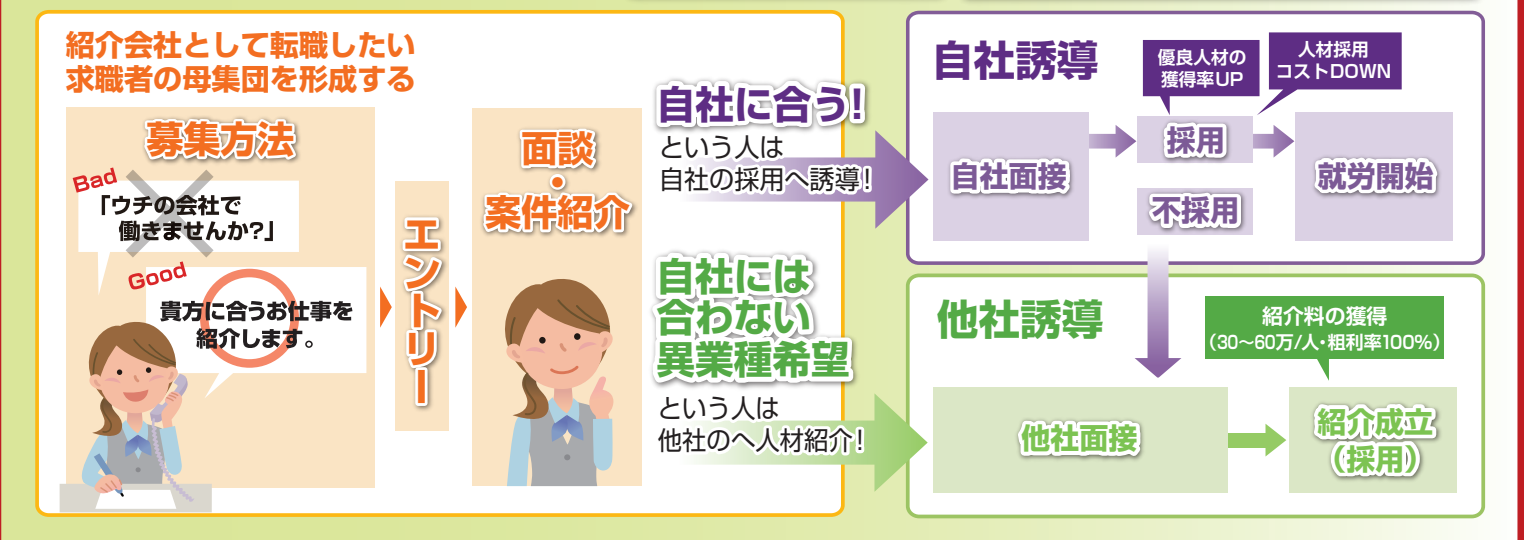 紹介会社として転職したい
求職者の母集団を形成する
募集方法
Bad
「ウチの会社で
働きませんか?」
Good
貴方に合うお仕事を
紹介します。
エントリー
面談
・
案件紹介
自社に合う!
という人は
自社の採用へ誘導!
自社には
合わない
異業種希望
という人は
他社のへ人材紹介!
自社誘導
優良人材の
獲得率UP
人材採用
コストDOWN
自社面接
採用
不採用
就労開始
他社誘導
紹介料の獲得
(30〜60万/人・粗利率100%)
他社面接
紹介成立
(採用)